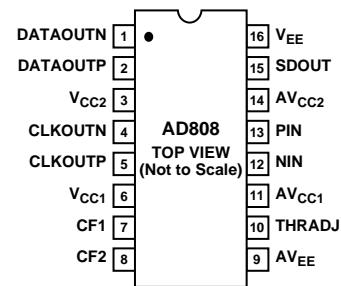 DATAOUTN 1 16 VEE
DATAOUTP 2 15 SDOUT
VCC2 3 14 AVCC2
CLKOUTN 4 AD808 13 PIN
CLKOUTP 5 TOP VIEW 12 NIN
(Not to Scale)
VCC1 6 11 AVCC1
CF1 7 10 THRADJ
CF2 8 9 AVEE